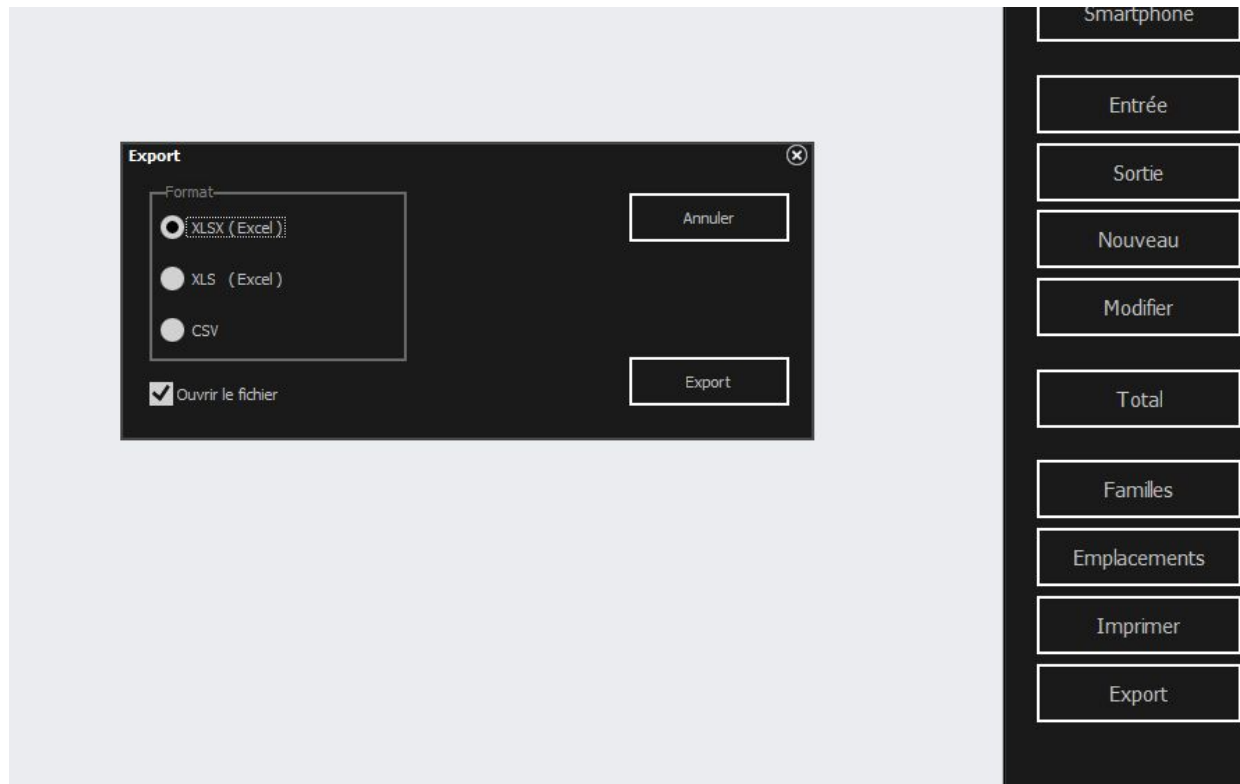 Smartphone
Entrée
Sortie
Nouveau
Modifier
Total
Familles
Emplacements
Imprimer
Export
Export
Format
XLSX ( Excel )
XLS ( Excel )
CSV
Ouvrir le fichier
Annuler
Export